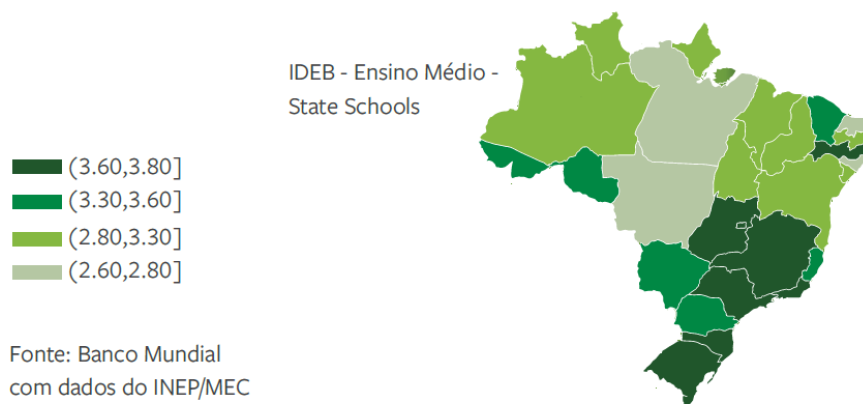 IDEB - Ensino Médio -
State Schools
(3.60,3.80]
(3.30,3.60]
(2.80,3.30]
(2.60,2.80]
Fonte: Banco Mundial
com dados do INEP/MEC